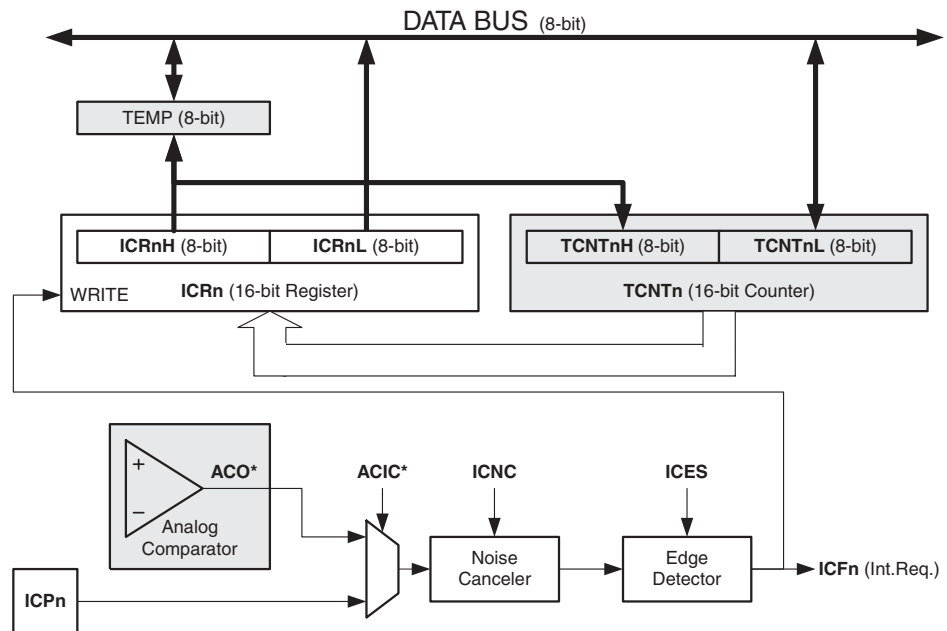 DATA BUS (8-bit)
TEMP (8-bit)
ICRnH (8-bit) ICRnL (8-bit)
WRITE ICRn (16-bit Register)
TCNTnH (8-bit) TCNTnL (8-bit)
TCNTn (16-bit Counter)
+
−
ACO*
Analog
Comparator
ACIC*
ICNC
ICES
Noise
Canceler
Edge
Detector
ICFn (Int.Req.)
ICPn